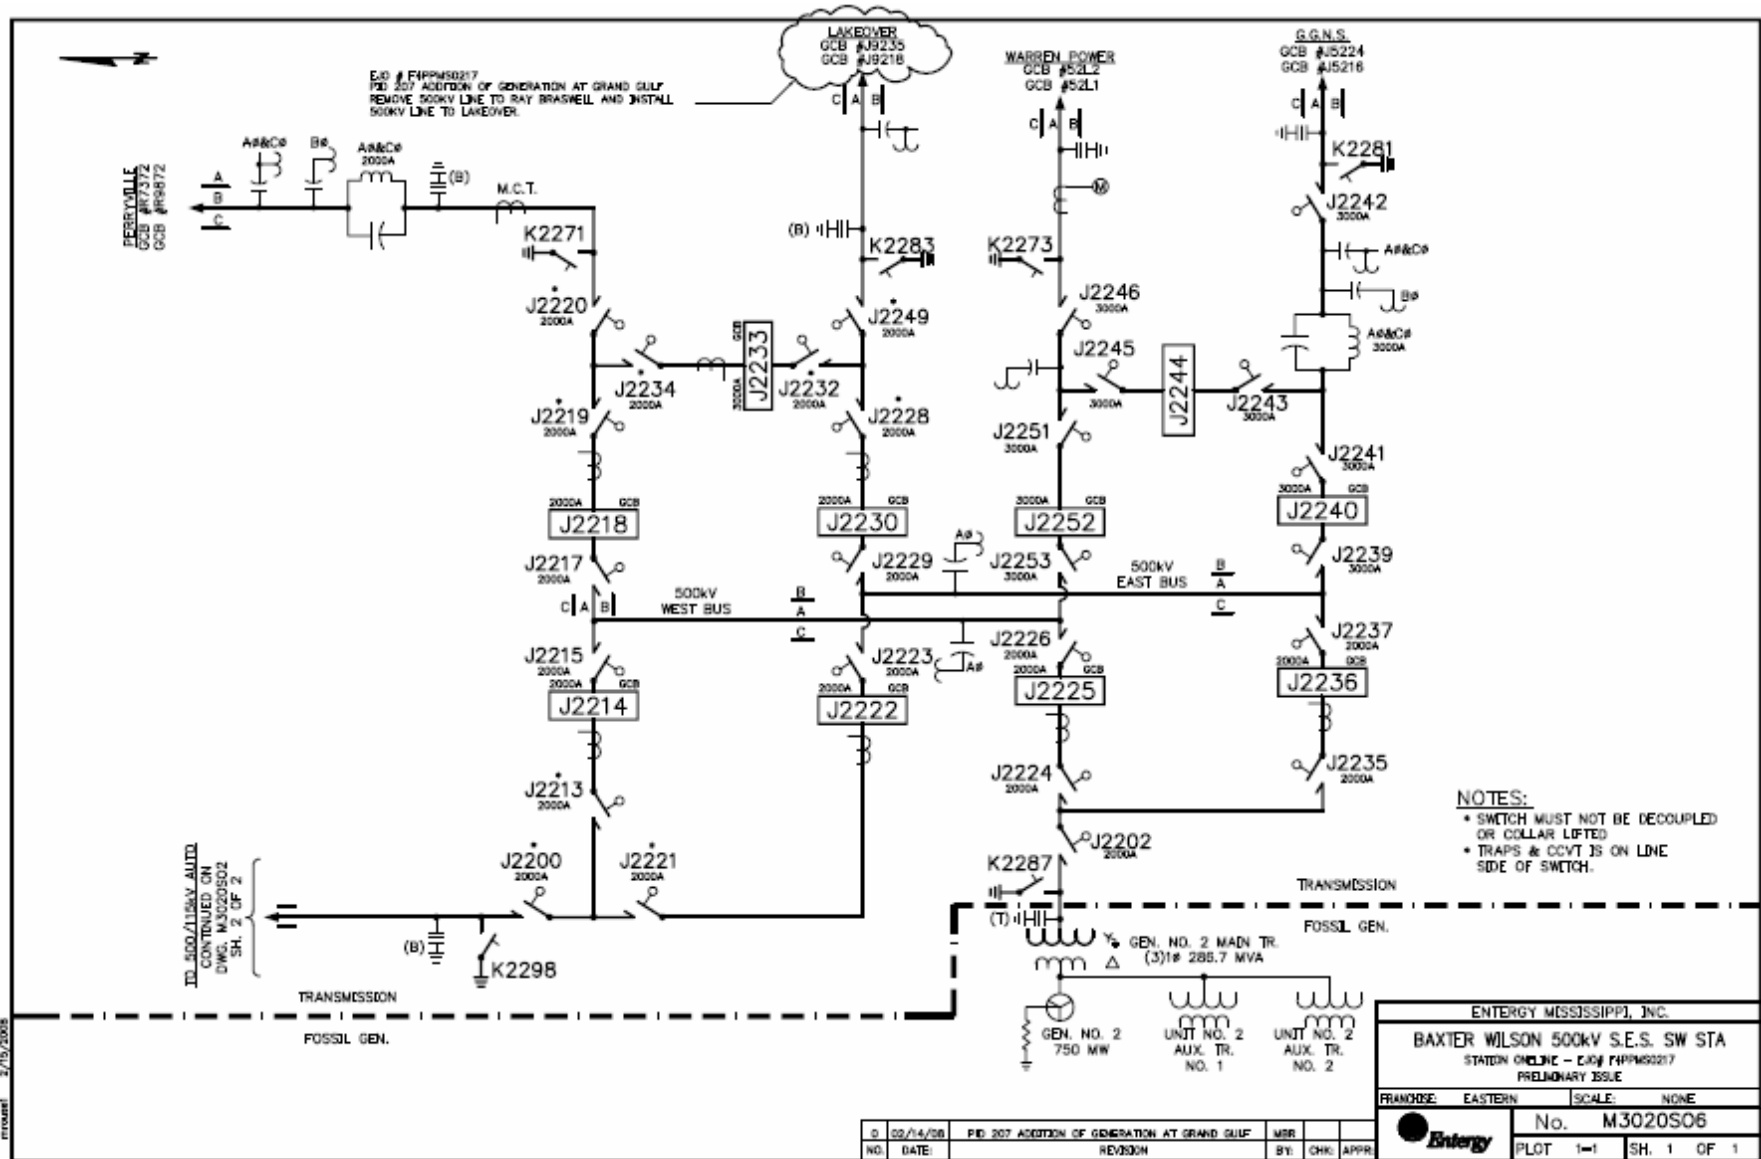 LAKEOVER
GCB #J9235
GCB #J9218
WARREN POWER
GCB #52L2
GCB #52L1
G.G.N.S.
GCB #J5224
GCB #J5216
EJO # F4PPMS0217
PID 207 ADDITION OF GENERATION AT GRAND GULF
REMOVE 500KV LINE TO RAY BRASWELL AND INSTALL
500KV LINE TO LAKEOVER.
C A B
C A B
C A B
PERRYVILLE
GCB #R7372
GCB #R9872
A
B
C
AØ&CØ
BØ
AØ&CØ
2000A
(B)
M.C.T.
K2271
(B)
K2283
M
K2273
K2281
J2242
3000A
AØ&CØ
BØ
AØ&CØ
3000A
J2220
2000A
J2249
2000A
J2246
3000A
J2234
2000A
GCB
J2233
3000A
J2232
2000A
J2245
3000A
J2244
J2243
3000A
J2219
2000A
J2228
2000A
J2251
3000A
J2241
3000A
2000A GCB
J2218
2000A GCB
J2230
3000A GCB
J2252
3000A GCB
J2240
J2217
2000A
J2229
2000A
AØ
J2253
3000A
J2239
3000A
500kV
EAST BUS
B
A
C
C A B
500kV
WEST BUS
B
A
C
J2215
2000A
2000A GCB
J2214
J2223
2000A
2000A GCB
J2222
AØ
J2226
2000A
2000A GCB
J2225
J2237
2000A
2000A GCB
J2236
J2213
2000A
J2224
2000A
J2235
2000A
NOTES:
• SWITCH MUST NOT BE DECOUPLED
OR COLLAR LIFTED
• TRAPS & CCVT IS ON LINE
SIDE OF SWITCH.
J2202
2000A
K2287
J2200
2000A
J2221
2000A
TO 500/115kV AUTO
CONTINUED ON
DWG. M3020S02
SH. 2 OF 2
(B)
K2298
TRANSMISSION
FOSSIL GEN.
TRANSMISSION
FOSSIL GEN.
(T)
GEN. NO. 2 MAIN TR.
(3)1Ø 286.7 MVA
GEN. NO. 2
750 MW
UNIT NO. 2
AUX. TR.
NO. 1
UNIT NO. 2
AUX. TR.
NO. 2
ENTERGY MISSISSIPPI, INC.
BAXTER WILSON 500kV S.E.S. SW STA
STATION ONELINE - EJO# F4PPMS0217
PRELIMINARY ISSUE
FRANCHISE: EASTERN SCALE: NONE
Entergy
No. M3020S06
PLOT 1=1 SH. 1 OF 1
0 02/14/08 PID 207 ADDITION OF GENERATION AT GRAND GULF MBR
NO. DATE: REVISION BY: CHK: APPR: